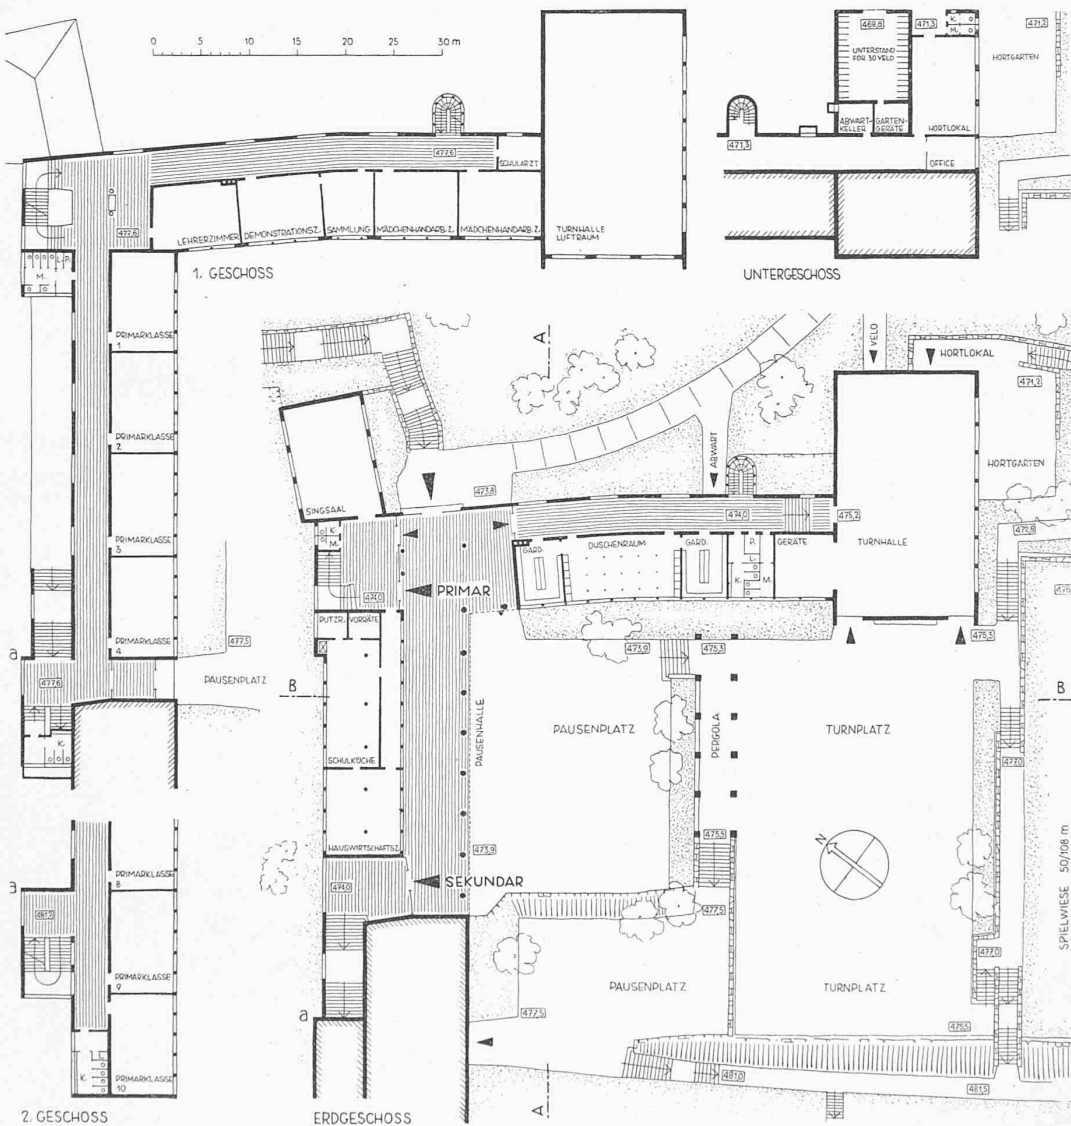 0 5 10 15 20 25 30 m
477,6
SCHULARZT
477,6
LEHRERZIMMER
DEMONSTRATIONSZ.
SAMMLUNG
MÄDCHENHANDARB.Z.
MÄDCHENHANDARB.Z.
TURNHALLE
LUFTRAUM
1. GESCHOSS
M.
L.
P.
PRIMARKLASSE
1
PRIMARKLASSE
2
PRIMARKLASSE
3
PRIMARKLASSE
4
477,5
PAUSENPLATZ
a
477,6
K.
468,8
UNTERSTAND
FÜR 30 VELO
471,3
K.
M.
471,2
HORTGARTEN
ABWART-
KELLER
GARTEN-
GERÄTE
HORTLOKAL
471,3
OFFICE
UNTERGESCHOSS
A
VELO
HORTLOKAL
471,2
ABWART
HORTGARTEN
SINGSAAL
473,8
474,0
475,2
472,8
K.
M.
GARD.
DUSCHENRAUM
GARD.
P.
L.
K.
M.
GERÄTE
TURNHALLE
474,0
PRIMAR
PUTZR.
VORRÄTE
473,9
475,3
475,3
B
B
PAUSENHALLE
PAUSENPLATZ
PERGOLA
TURNPLATZ
SCHULKÜCHE
477,0
HAUSWIRTSCHAFTSZ.
473,9
475,5
N
474,0
SEKUNDAR
477,5
SPIELWIESE 50/108 m
477,0
PAUSENPLATZ
TURNPLATZ
a
477,5
475,5
481,0
481,5
A
ERDGESCHOSS
PRIMARKLASSE
8
a
481,2
PRIMARKLASSE
9
K.
PRIMARKLASSE
10
2. GESCHOSS